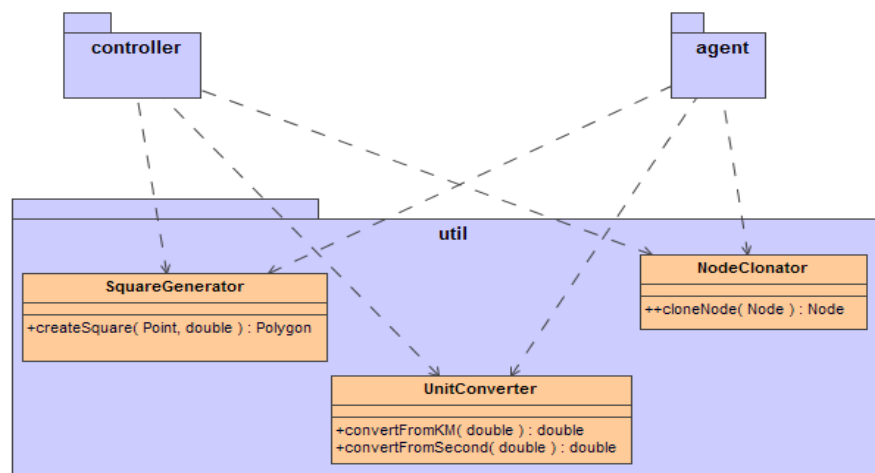 controller
agent
util
SquareGenerator
+createSquare( Point, double ) : Polygon
NodeClonator
++cloneNode( Node ) : Node
UnitConverter
+convertFromKM( double ) : double
+convertFromSecond( double ) : double